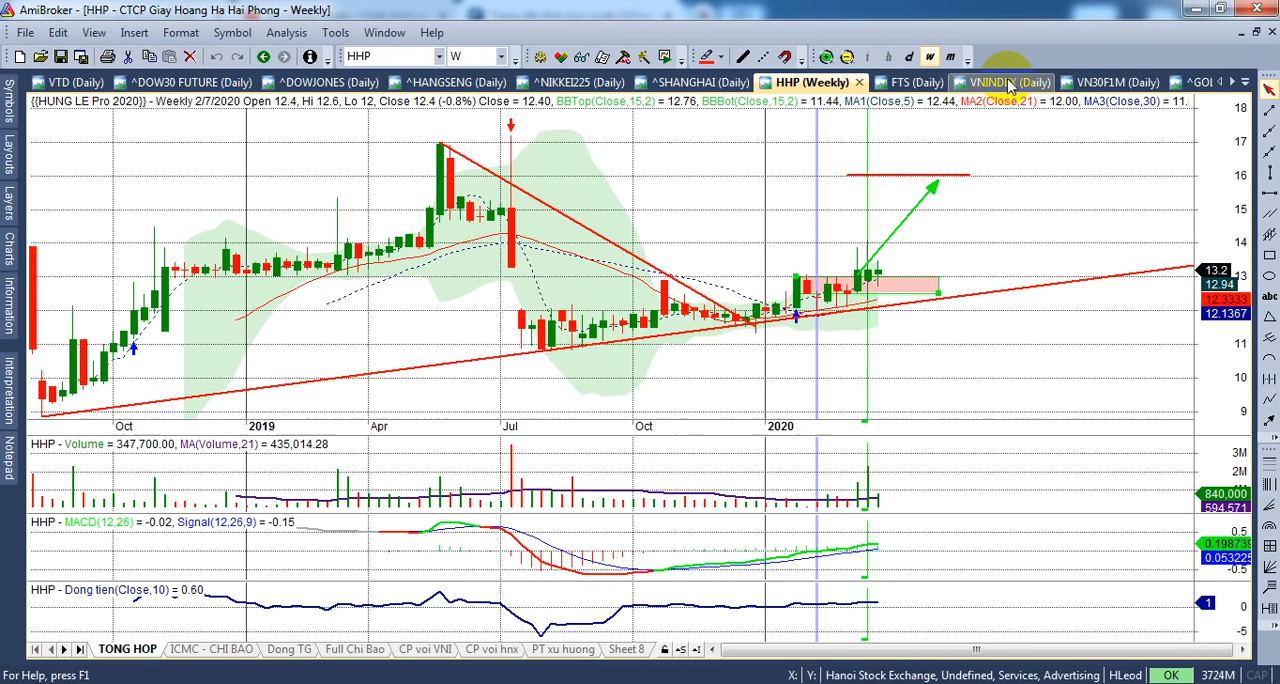 AmiBroker - [HHP - CTCP Giay Hoang Ha Hai Phong - Weekly]
File Edit View Insert Format Symbol Analysis Tools Window Help
HHP W
VTD (Daily) ^DOW30 FUTURE (Daily) ^DOWJONES (Daily) ^HANGSENG (Daily) ^NIKKEI225 (Daily) ^SHANGHAI (Daily) HHP (Weekly) FTS (Daily) VNINDEX (Daily) VN30F1M (Daily) ^GOI
{{HUNG LE Pro 2020}} - Weekly 2/7/2020 Open 12.4, Hi 12.6, Lo 12, Close 12.4 (-0.8%) Close = 12.40, BBTop(Close,15,2) = 12.76, BBBot(Close,15,2) = 11.44, MA1(Close,5) = 12.44, MA2(Close,21) = 12.00, MA3(Close,30) = 11.
Symbols
Layouts
Layers
Charts
Information
Interpretation
Notepad
18
17
16
15
14
13
13.2
12.94
12.3333
12.1367
11
10
9
Oct 2019 Apr Jul Oct 2020
HHP - Volume = 347,700.00, MA(Volume,21) = 435,014.28
3M
2M
840,000
594,571
HHP - MACD(12,26) = -0.02, Signal(12,26,9) = -0.15
0.5
0.198739
0.053225
-0.5
HHP - Dong tien(Close,10) = 0.60
1
0
-5
TONG HOP ICMC - CHI BAO Dong TG Full Chi Bao CP voi VNI CP voi hnx PT xu huong Sheet 8
For Help, press F1 X: Y: Hanoi Stock Exchange, Undefined, Services, Advertising HLeod OK 3724M CAP